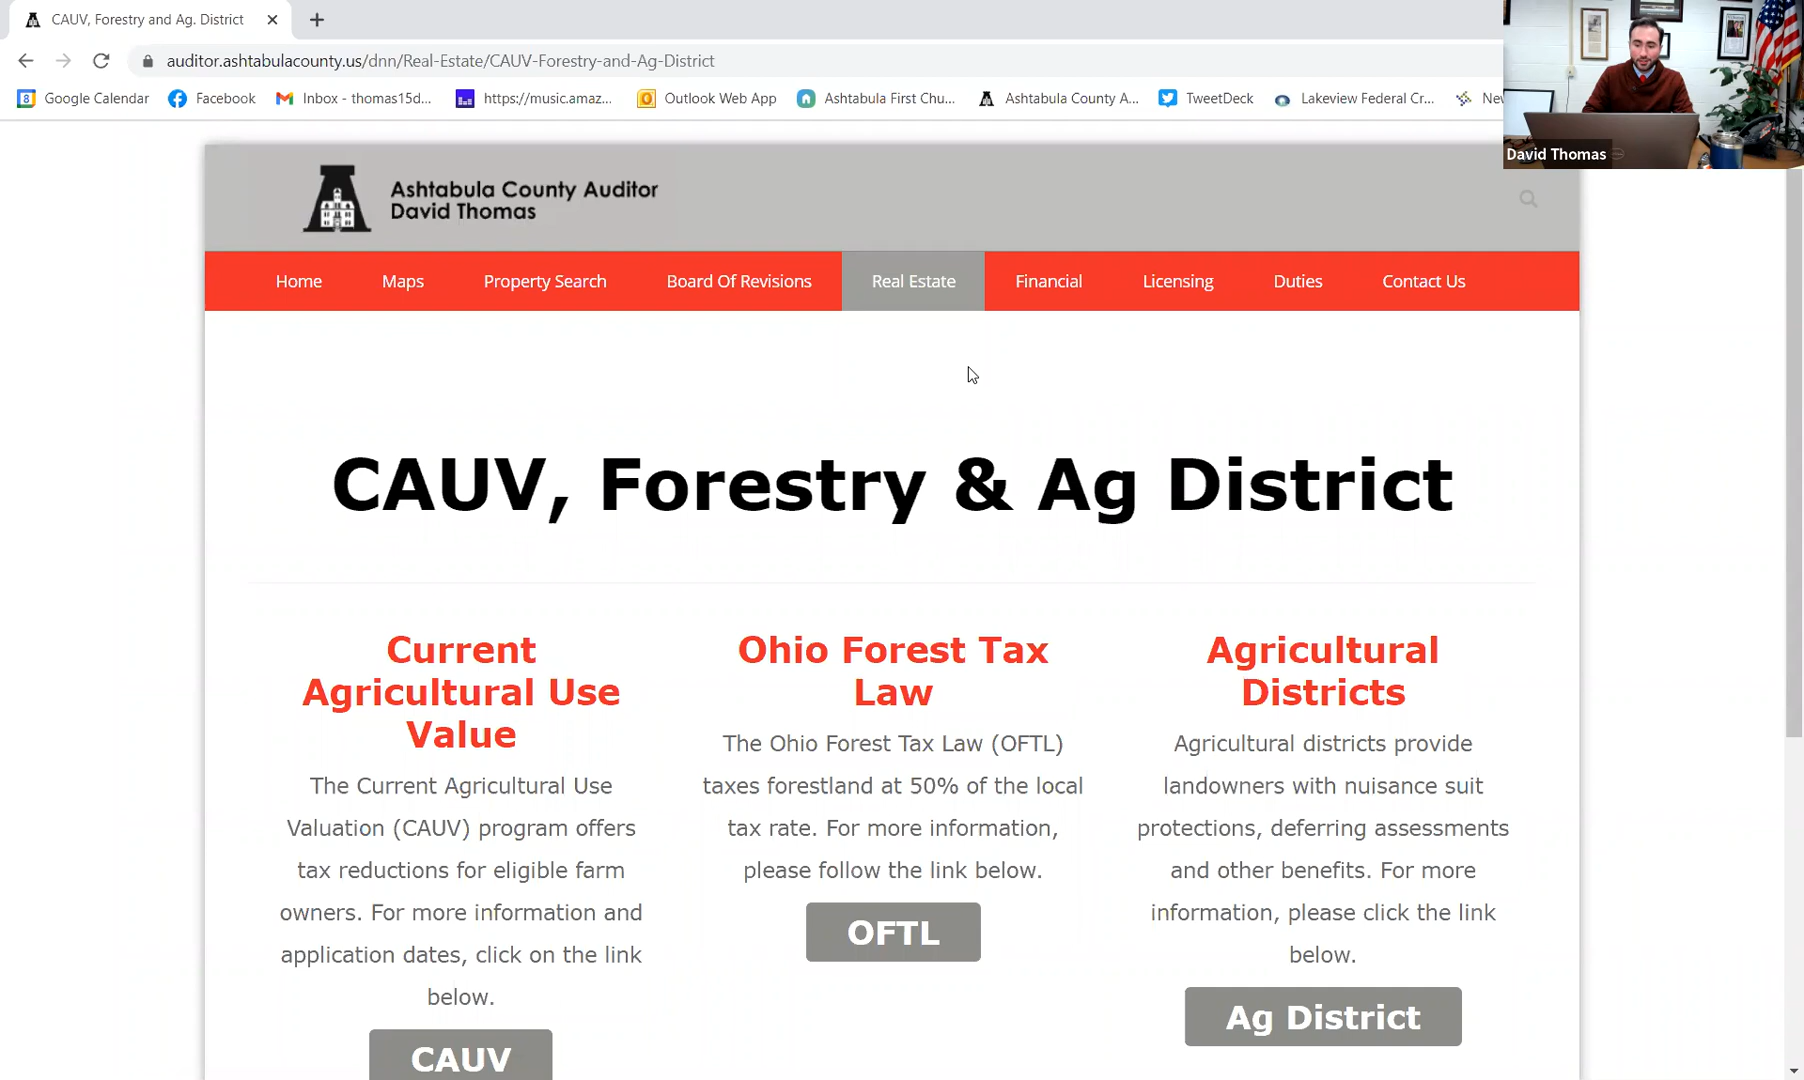 CAUV, Forestry and Ag. District
auditor.ashtabulacounty.us/dnn/Real-Estate/CAUV-Forestry-and-Ag-District
8 Google Calendar Facebook Inbox - thomas15d... https://music.amaz... Outlook Web App Ashtabula First Chu... Ashtabula County A... TweetDeck Lakeview Federal Cr... New
David Thomas
Ashtabula County Auditor
David Thomas
Home Maps Property Search Board Of Revisions Real Estate Financial Licensing Duties Contact Us
CAUV, Forestry & Ag District
Current
Agricultural Use
Value
The Current Agricultural Use
Valuation (CAUV) program offers
tax reductions for eligible farm
owners. For more information and
application dates, click on the link
below.
CAUV
Ohio Forest Tax
Law
The Ohio Forest Tax Law (OFTL)
taxes forestland at 50% of the local
tax rate. For more information,
please follow the link below.
OFTL
Agricultural
Districts
Agricultural districts provide
landowners with nuisance suit
protections, deferring assessments
and other benefits. For more
information, please click the link
below.
Ag District